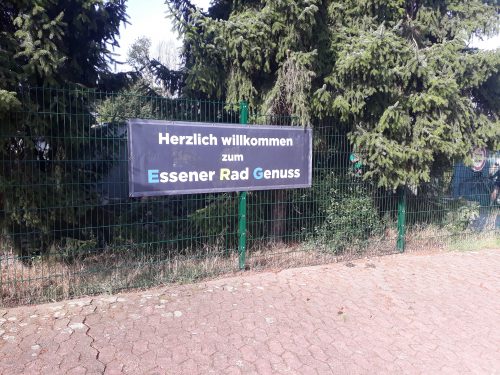 Herzlich willkommen
zum
Essener Rad Genuss